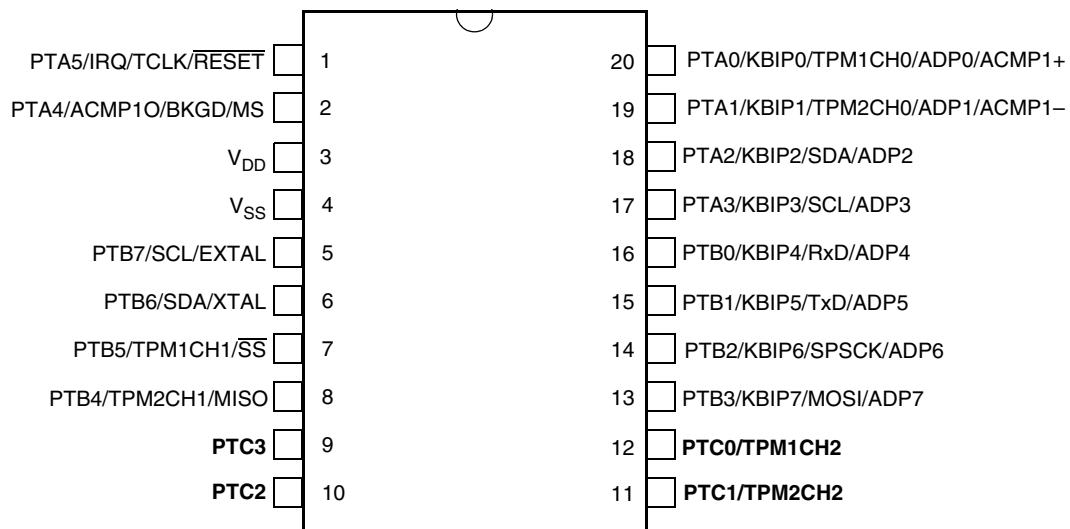 PTA5/IRQ/TCLK/RESET 1 20 PTA0/KBIP0/TPM1CH0/ADP0/ACMP1+
PTA4/ACMP1O/BKGD/MS 2 19 PTA1/KBIP1/TPM2CH0/ADP1/ACMP1–
VDD 3 18 PTA2/KBIP2/SDA/ADP2
VSS 4 17 PTA3/KBIP3/SCL/ADP3
PTB7/SCL/EXTAL 5 16 PTB0/KBIP4/RxD/ADP4
PTB6/SDA/XTAL 6 15 PTB1/KBIP5/TxD/ADP5
PTB5/TPM1CH1/SS 7 14 PTB2/KBIP6/SPSCK/ADP6
PTB4/TPM2CH1/MISO 8 13 PTB3/KBIP7/MOSI/ADP7
PTC3 9 12 PTC0/TPM1CH2
PTC2 10 11 PTC1/TPM2CH2